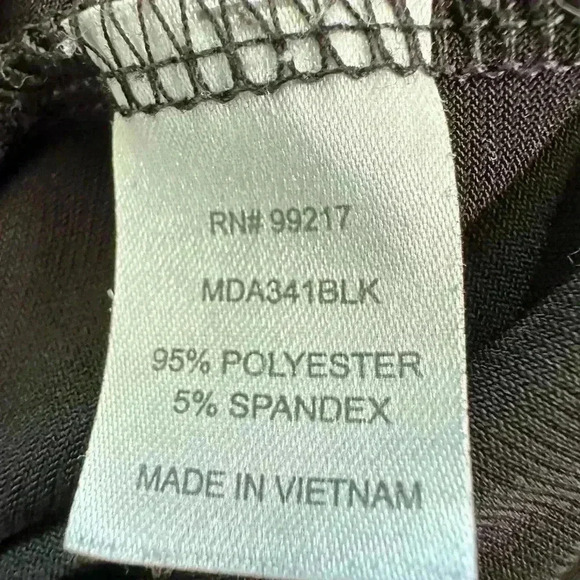 RN# 99217
MDA341BLK
95% POLYESTER
5% SPANDEX
MADE IN VIETNAM